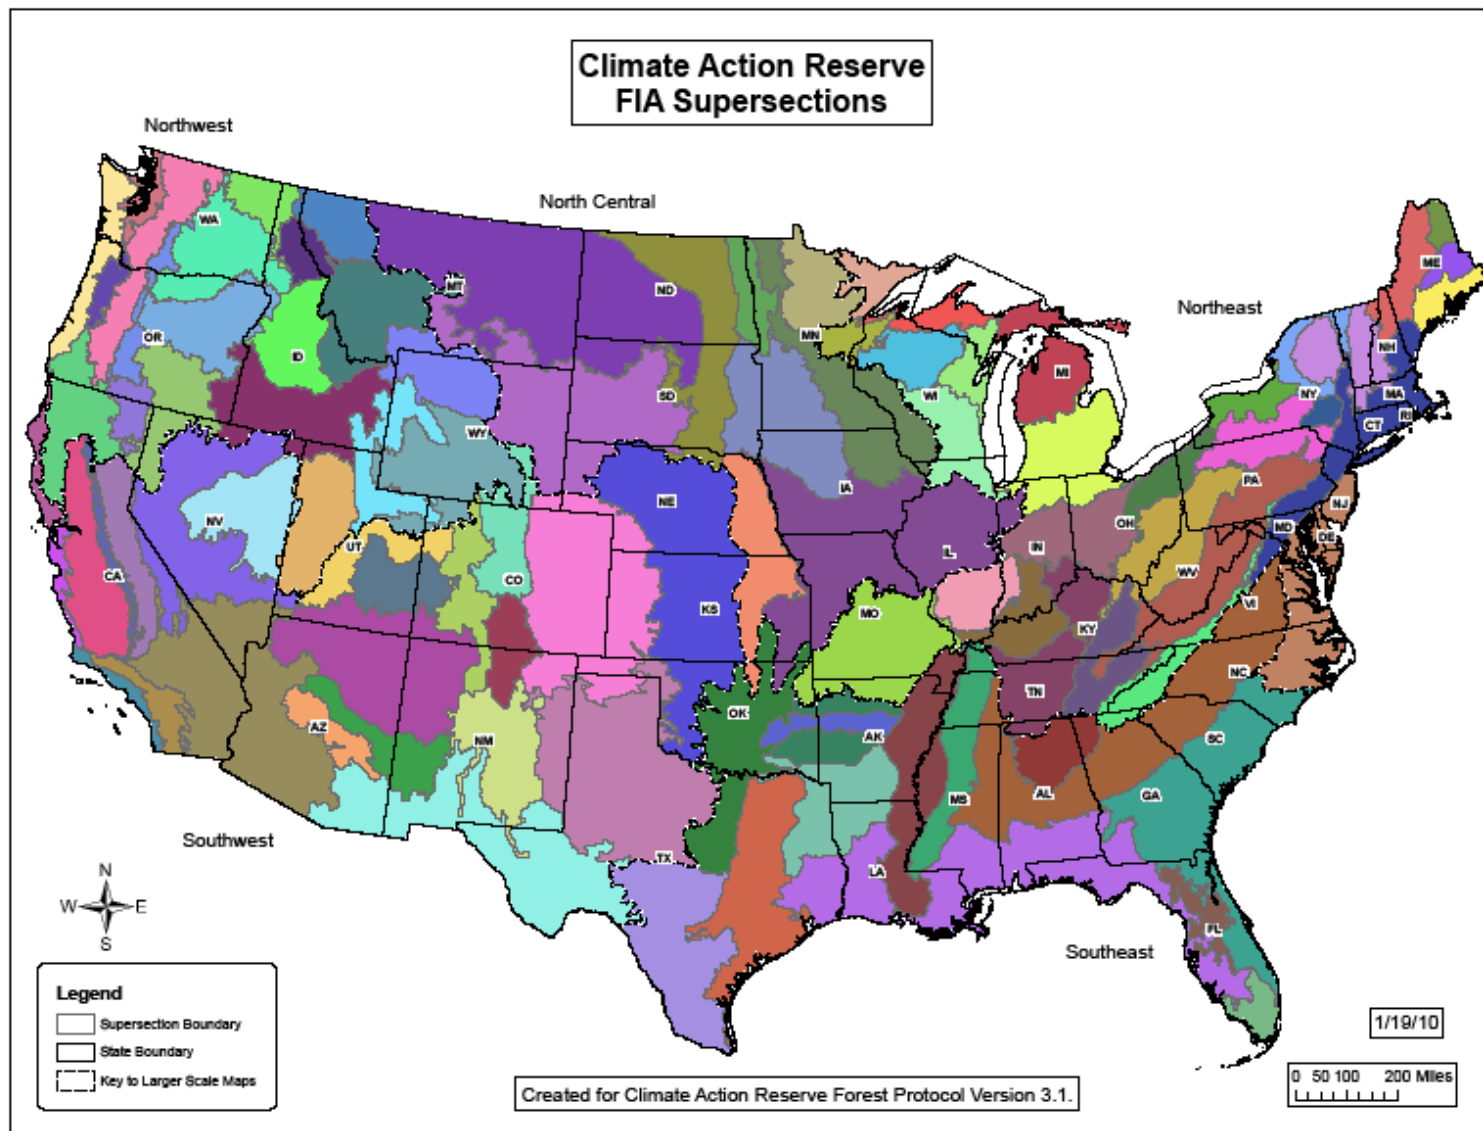 Climate Action Reserve
FIA Supersections
Northwest
North Central
Northeast
WA
MT
ND
MN
ME
OR
ID
SD
WI
MI
NH
NY
MA
WY
CT
RI
NE
IA
PA
NV
UT
CO
IL
IN
OH
NJ
MD
DE
CA
KS
MO
WV
VI
KY
NC
TN
AZ
NM
OK
AK
SC
MS
AL
GA
Southwest
TX
LA
FL
Southeast
N
W
E
S
Legend
Supersection Boundary
State Boundary
Key to Larger Scale Maps
1/19/10
0 50 100 200 Miles
Created for Climate Action Reserve Forest Protocol Version 3.1.